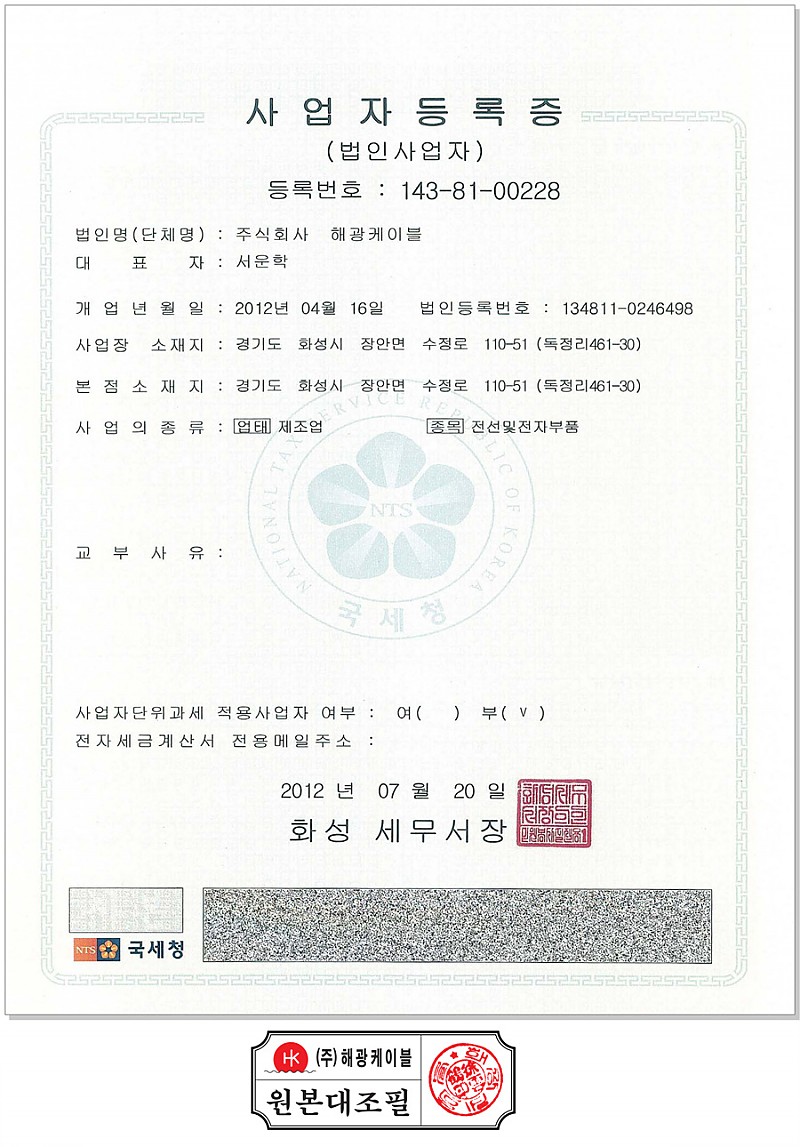 사업자등록증
(법인사업자)
등록번호 : 143-81-00228
법인명(단체명) : 주식회사 해광케이블
대 표 자 : 서운학
개 업 년 월 일 : 2012년 04월 16일 법인등록번호 : 134811-0246498
사업장 소재지 : 경기도 화성시 장안면 수정로 110-51 (독정리461-30)
본 점 소 재 지 : 경기도 화성시 장안면 수정로 110-51 (독정리461-30)
사 업 의 종 류 : 업태 제조업 종목 전선및전자부품
NATIONAL TAX SERVICE REPUBLIC OF KOREA
NTS
국세청
교 부 사 유 :
사업자단위과세 적용사업자 여부 : 여( ) 부( v )
전자세금계산서 전용메일주소 :
2012 년 07 월 20 일
화성 세무서장
NTS 국세청
HK (주)해광케이블
원본대조필